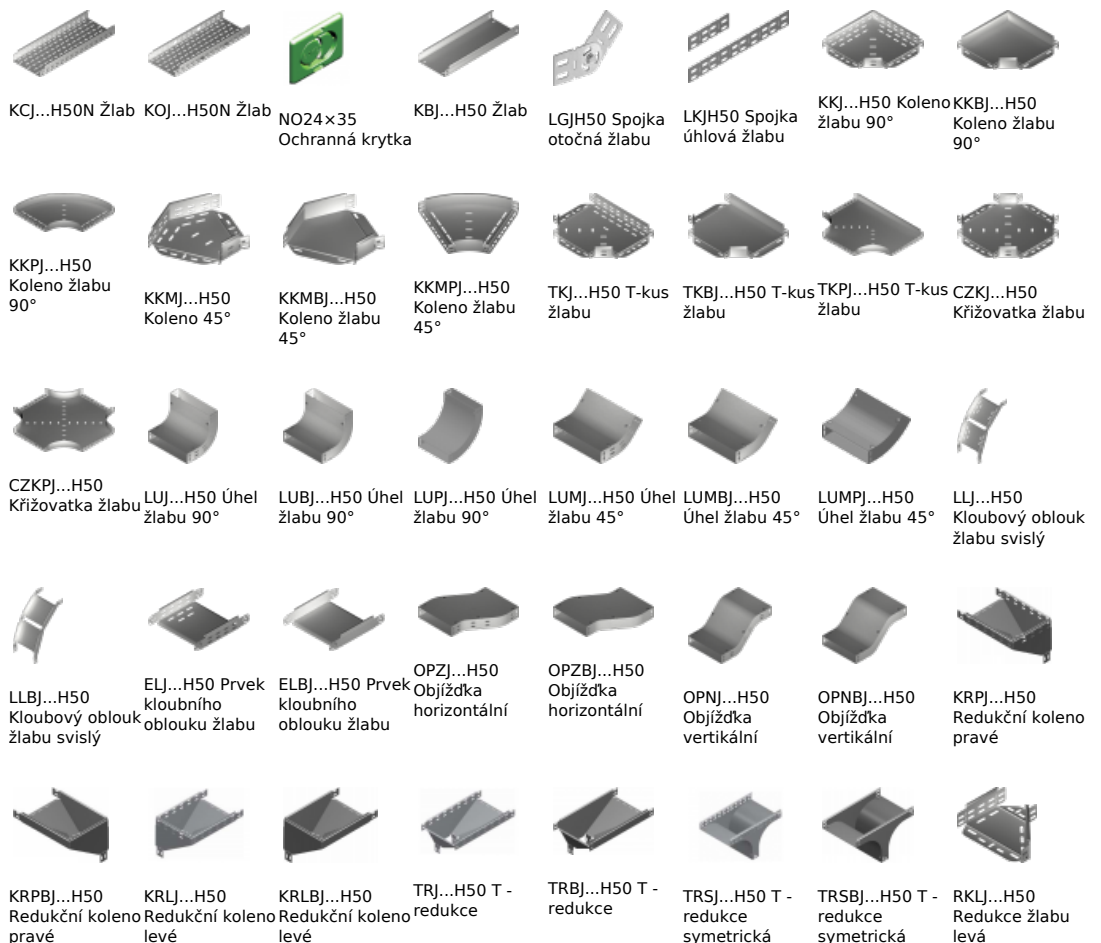 KCJ...H50N Žlab
KOJ...H50N Žlab
NO24×35
Ochranná krytka
KBJ...H50 Žlab
LGJH50 Spojka
otočná žlabu
LKJH50 Spojka
úhlová žlabu
KKJ...H50 Koleno
žlabu 90°
KKBJ...H50
Koleno žlabu
90°
KKPJ...H50
Koleno žlabu
90°
KKMJ...H50
Koleno 45°
KKMBJ...H50
Koleno žlabu
45°
KKMPJ...H50
Koleno žlabu
45°
TKJ...H50 T-kus
žlabu
TKBJ...H50 T-kus
žlabu
TKPJ...H50 T-kus
žlabu
CZKJ...H50
Křižovatka žlabu
CZKPJ...H50
Křižovatka žlabu
LUJ...H50 Úhel
žlabu 90°
LUBJ...H50 Úhel
žlabu 90°
LUPJ...H50 Úhel
žlabu 90°
LUMJ...H50 Úhel
žlabu 45°
LUMBJ...H50
Úhel žlabu 45°
LUMPJ...H50
Úhel žlabu 45°
LLJ...H50
Kloubový oblouk
žlabu svislý
LLBJ...H50
Kloubový oblouk
žlabu svislý
ELJ...H50 Prvek
kloubního
oblouku žlabu
ELBJ...H50 Prvek
kloubního
oblouku žlabu
OPZJ...H50
Objížďka
horizontální
OPZBJ...H50
Objížďka
horizontální
OPNJ...H50
Objížďka
vertikální
OPNBJ...H50
Objížďka
vertikální
KRPJ...H50
Redukční koleno
pravé
KRPBJ...H50
Redukční koleno
pravé
KRLJ...H50
Redukční koleno
levé
KRLBJ...H50
Redukční koleno
levé
TRJ...H50 T -
redukce
TRBJ...H50 T -
redukce
TRSJ...H50 T -
redukce
symetrická
TRSBJ...H50 T -
redukce
symetrická
RKLJ...H50
Redukce žlabu
levá